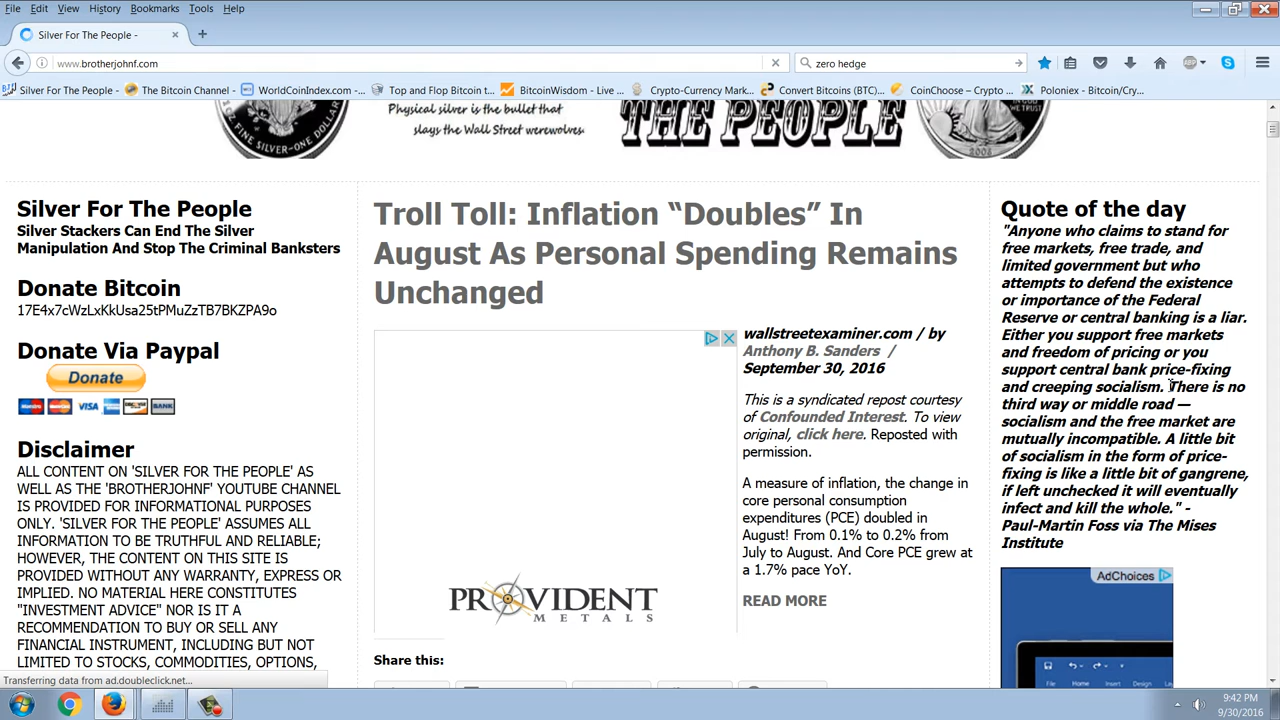 File Edit View History Bookmarks Tools Help
Silver For The People -
www.brotherjohnf.com
zero hedge
Silver For The People -... The Bitcoin Channel - ... WorldCoinIndex.com -... Top and Flop Bitcoin t... BitcoinWisdom - Live ... Crypto-Currency Mark... Convert Bitcoins (BTC)... CoinChoose – Crypto ... Poloniex - Bitcoin/Cry...
Physical silver is the bullet that
slays the Wall Street werewolves.
THE PEOPLE
1 OZ. FINE SILVER~ONE DOLLAR
2006
Silver For The People
Silver Stackers Can End The Silver
Manipulation And Stop The Criminal Banksters
Donate Bitcoin
17E4x7cWzLxKkUsa25tPMuZzTB7BKZPA9o
Donate Via Paypal
Donate
Maestro VISA DISCOVER BANK
Disclaimer
ALL CONTENT ON 'SILVER FOR THE PEOPLE' AS
WELL AS THE 'BROTHERJOHNF' YOUTUBE CHANNEL
IS PROVIDED FOR INFORMATIONAL PURPOSES
ONLY. 'SILVER FOR THE PEOPLE' ASSUMES ALL
INFORMATION TO BE TRUTHFUL AND RELIABLE;
HOWEVER, THE CONTENT ON THIS SITE IS
PROVIDED WITHOUT ANY WARRANTY, EXPRESS OR
IMPLIED. NO MATERIAL HERE CONSTITUTES
"INVESTMENT ADVICE" NOR IS IT A
RECOMMENDATION TO BUY OR SELL ANY
FINANCIAL INSTRUMENT, INCLUDING BUT NOT
LIMITED TO STOCKS, COMMODITIES, OPTIONS,
Troll Toll: Inflation “Doubles” In
August As Personal Spending Remains
Unchanged
PROVIDENT
METALS
wallstreetexaminer.com / by
Anthony B. Sanders /
September 30, 2016
This is a syndicated repost courtesy
of Confounded Interest. To view
original, click here. Reposted with
permission.
A measure of inflation, the change in
core personal consumption
expenditures (PCE) doubled in
August! From 0.1% to 0.2% from
July to August. And Core PCE grew at
a 1.7% pace YoY.
READ MORE
Share this:
Quote of the day
"Anyone who claims to stand for
free markets, free trade, and
limited government but who
attempts to defend the existence
or importance of the Federal
Reserve or central banking is a liar.
Either you support free markets
and freedom of pricing or you
support central bank price-fixing
and creeping socialism. There is no
third way or middle road —
socialism and the free market are
mutually incompatible. A little bit
of socialism in the form of price-
fixing is like a little bit of gangrene,
if left unchecked it will eventually
infect and kill the whole." -
Paul-Martin Foss via The Mises
Institute
AdChoices
File Home Insert Draw Design
Transferring data from ad.doubleclick.net...
9:42 PM
9/30/2016